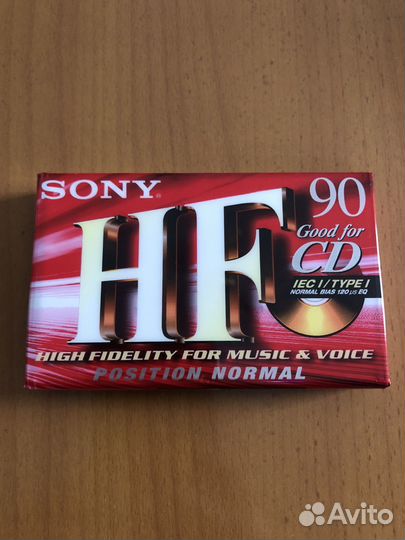 SONY®
HF
90
Good for
CD
IEC I / TYPE I
NORMAL BIAS 120 µs EQ
HIGH FIDELITY FOR MUSIC & VOICE
POSITION NORMAL
Avito